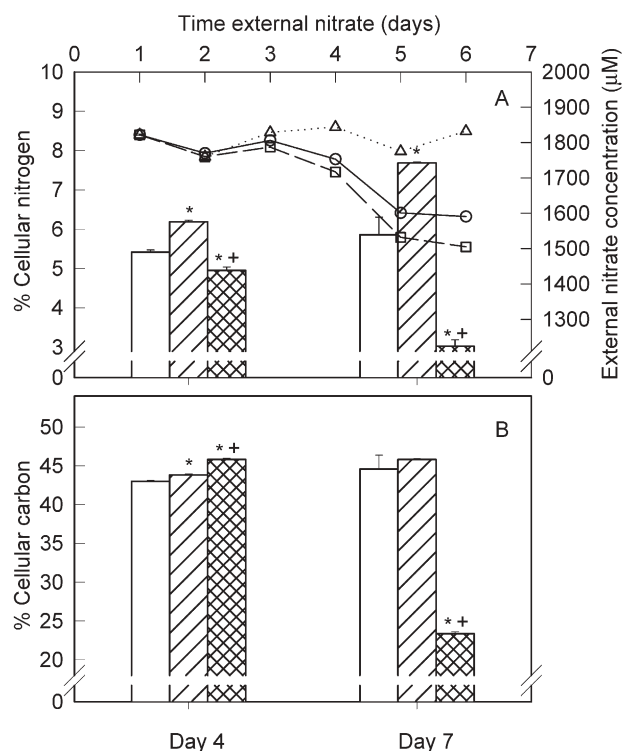 Time external nitrate (days)
0 1 2 3 4 5 6 7
A
% Cellular nitrogen
10
9
8
7
6
5
4
3
0
* * + * * +
External nitrate concentration (µM)
2000
1900
1800
1700
1600
1500
1400
1300
0
B
% Cellular carbon
50
45
40
35
30
25
20
0
* * + * +
Day 4 Day 7